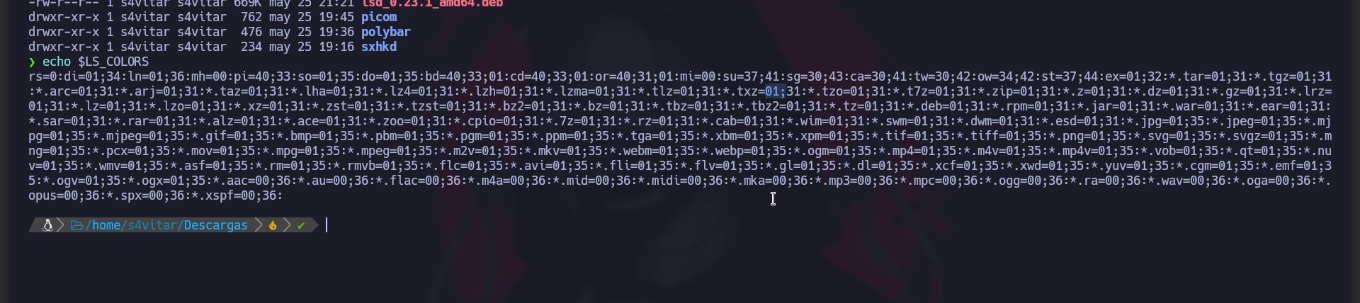 -rw-r--r-- 1 s4vitar s4vitar 669K may 25 21:21 lsd_0.23.1_amd64.deb
drwxr-xr-x 1 s4vitar s4vitar  762 may 25 19:45 picom
drwxr-xr-x 1 s4vitar s4vitar  476 may 25 19:36 polybar
drwxr-xr-x 1 s4vitar s4vitar  234 may 25 19:16 sxhkd
❯ echo $LS_COLORS
rs=0:di=01;34:ln=01;36:mh=00:pi=40;33:so=01;35:do=01;35:bd=40;33;01:cd=40;33;01:or=40;31;01:mi=00:su=37;41:sg=30;43:ca=30;41:tw=30;42:ow=34;42:st=37;44:ex=01;32:*.tar=01;31:*.tgz=01;31
:*.arc=01;31:*.arj=01;31:*.taz=01;31:*.lha=01;31:*.lz4=01;31:*.lzh=01;31:*.lzma=01;31:*.tlz=01;31:*.txz=01;31:*.tzo=01;31:*.t7z=01;31:*.zip=01;31:*.z=01;31:*.dz=01;31:*.gz=01;31:*.lrz=
01;31:*.lz=01;31:*.lzo=01;31:*.xz=01;31:*.zst=01;31:*.tzst=01;31:*.bz2=01;31:*.bz=01;31:*.tbz=01;31:*.tbz2=01;31:*.tz=01;31:*.deb=01;31:*.rpm=01;31:*.jar=01;31:*.war=01;31:*.ear=01;31:
*.sar=01;31:*.rar=01;31:*.alz=01;31:*.ace=01;31:*.zoo=01;31:*.cpio=01;31:*.7z=01;31:*.rz=01;31:*.cab=01;31:*.wim=01;31:*.swm=01;31:*.dwm=01;31:*.esd=01;31:*.jpg=01;35:*.jpeg=01;35:*.mj
pg=01;35:*.mjpeg=01;35:*.gif=01;35:*.bmp=01;35:*.pbm=01;35:*.pgm=01;35:*.ppm=01;35:*.tga=01;35:*.xbm=01;35:*.xpm=01;35:*.tif=01;35:*.tiff=01;35:*.png=01;35:*.svg=01;35:*.svgz=01;35:*.m
ng=01;35:*.pcx=01;35:*.mov=01;35:*.mpg=01;35:*.mpeg=01;35:*.m2v=01;35:*.mkv=01;35:*.webm=01;35:*.webp=01;35:*.ogm=01;35:*.mp4=01;35:*.m4v=01;35:*.mp4v=01;35:*.vob=01;35:*.qt=01;35:*.nu
v=01;35:*.wmv=01;35:*.asf=01;35:*.rm=01;35:*.rmvb=01;35:*.flc=01;35:*.avi=01;35:*.fli=01;35:*.flv=01;35:*.gl=01;35:*.dl=01;35:*.xcf=01;35:*.xwd=01;35:*.yuv=01;35:*.cgm=01;35:*.emf=01;3
5:*.ogv=01;35:*.ogx=01;35:*.aac=00;36:*.au=00;36:*.flac=00;36:*.m4a=00;36:*.mid=00;36:*.midi=00;36:*.mka=00;36:*.mp3=00;36:*.mpc=00;36:*.ogg=00;36:*.ra=00;36:*.wav=00;36:*.oga=00;36:*.
opus=00;36:*.spx=00;36:*.xspf=00;36:
/home/s4vitar/Descargas